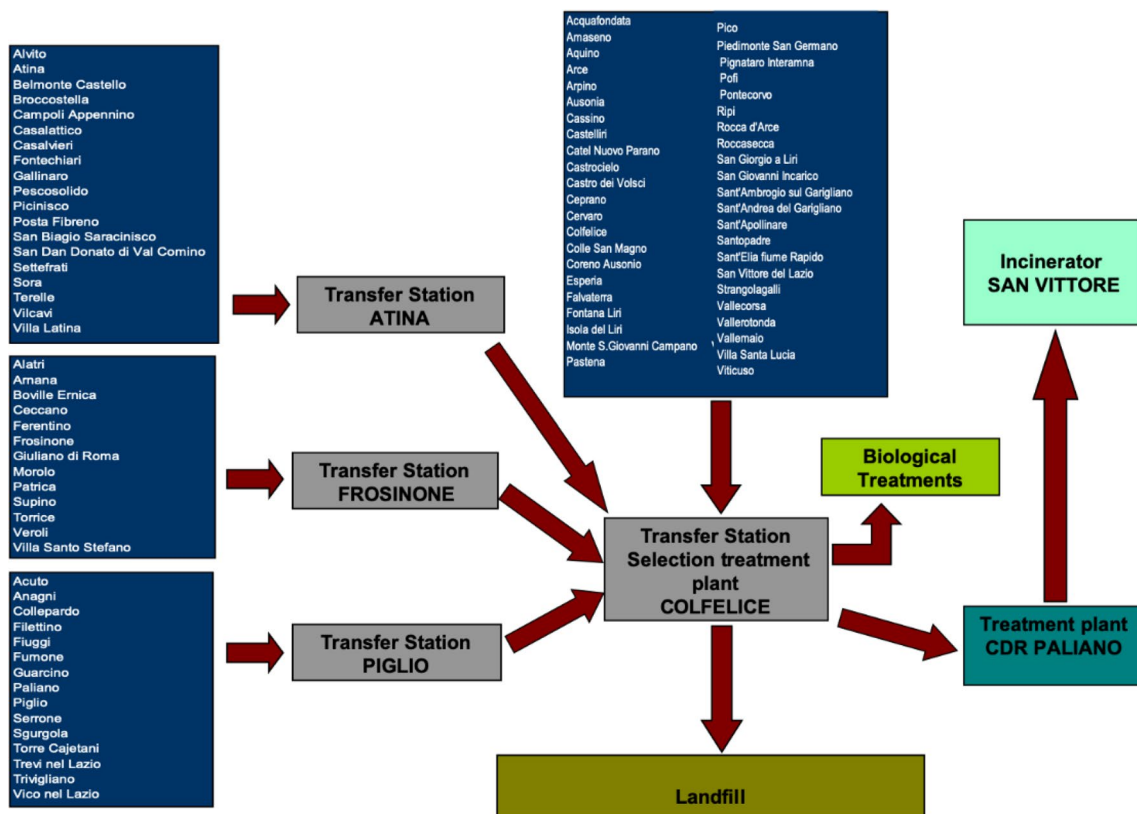 Alvito
Atina
Belmonte Castello
Broccostella
Campoli Appennino
Casalattico
Casalvieri
Fontechiari
Gallinaro
Pescosolido
Picinisco
Posta Fibreno
San Biagio Saracinisco
San Dan Donato di Val Comino
Settefrati
Sora
Terelle
Vilcavi
Villa Latina
Transfer Station
ATINA
Alatri
Arnana
Boville Ernica
Ceccano
Ferentino
Frosinone
Giuliano di Roma
Morolo
Patrica
Supino
Torrice
Veroli
Villa Santo Stefano
Transfer Station
FROSINONE
Acuto
Anagni
Collepardo
Filettino
Fiuggi
Fumone
Guarcino
Paliano
Piglio
Serrone
Sgurgola
Torre Cajetani
Trevi nel Lazio
Trivigliano
Vico nel Lazio
Transfer Station
PIGLIO
Acquafondata
Amaseno
Aquino
Arce
Arpino
Ausonia
Cassino
Castelliri
Catel Nuovo Parano
Castrocielo
Castro dei Volsci
Ceprano
Cervaro
Colfelice
Colle San Magno
Coreno Ausonio
Esperia
Falvaterra
Fontana Liri
Isola del Liri
Monte S.Giovanni Campano
Pastena
Pico
Piedimonte San Germano
Pignataro Interamna
Pofi
Pontecorvo
Ripi
Rocca d'Arce
Roccasecca
San Giorgio a Liri
San Giovanni Incarico
Sant'Ambrogio sul Garigliano
Sant'Andrea del Garigliano
Sant'Apollinare
Santopadre
Sant'Elia fiume Rapido
San Vittore del Lazio
Strangolagalli
Vallecorsa
Vallerotonda
Vallemaio
Villa Santa Lucia
Viticuso
Transfer Station
Selection treatment
plant
COLFELICE
Biological
Treatments
Incinerator
SAN VITTORE
Treatment plant
CDR PALIANO
Landfill